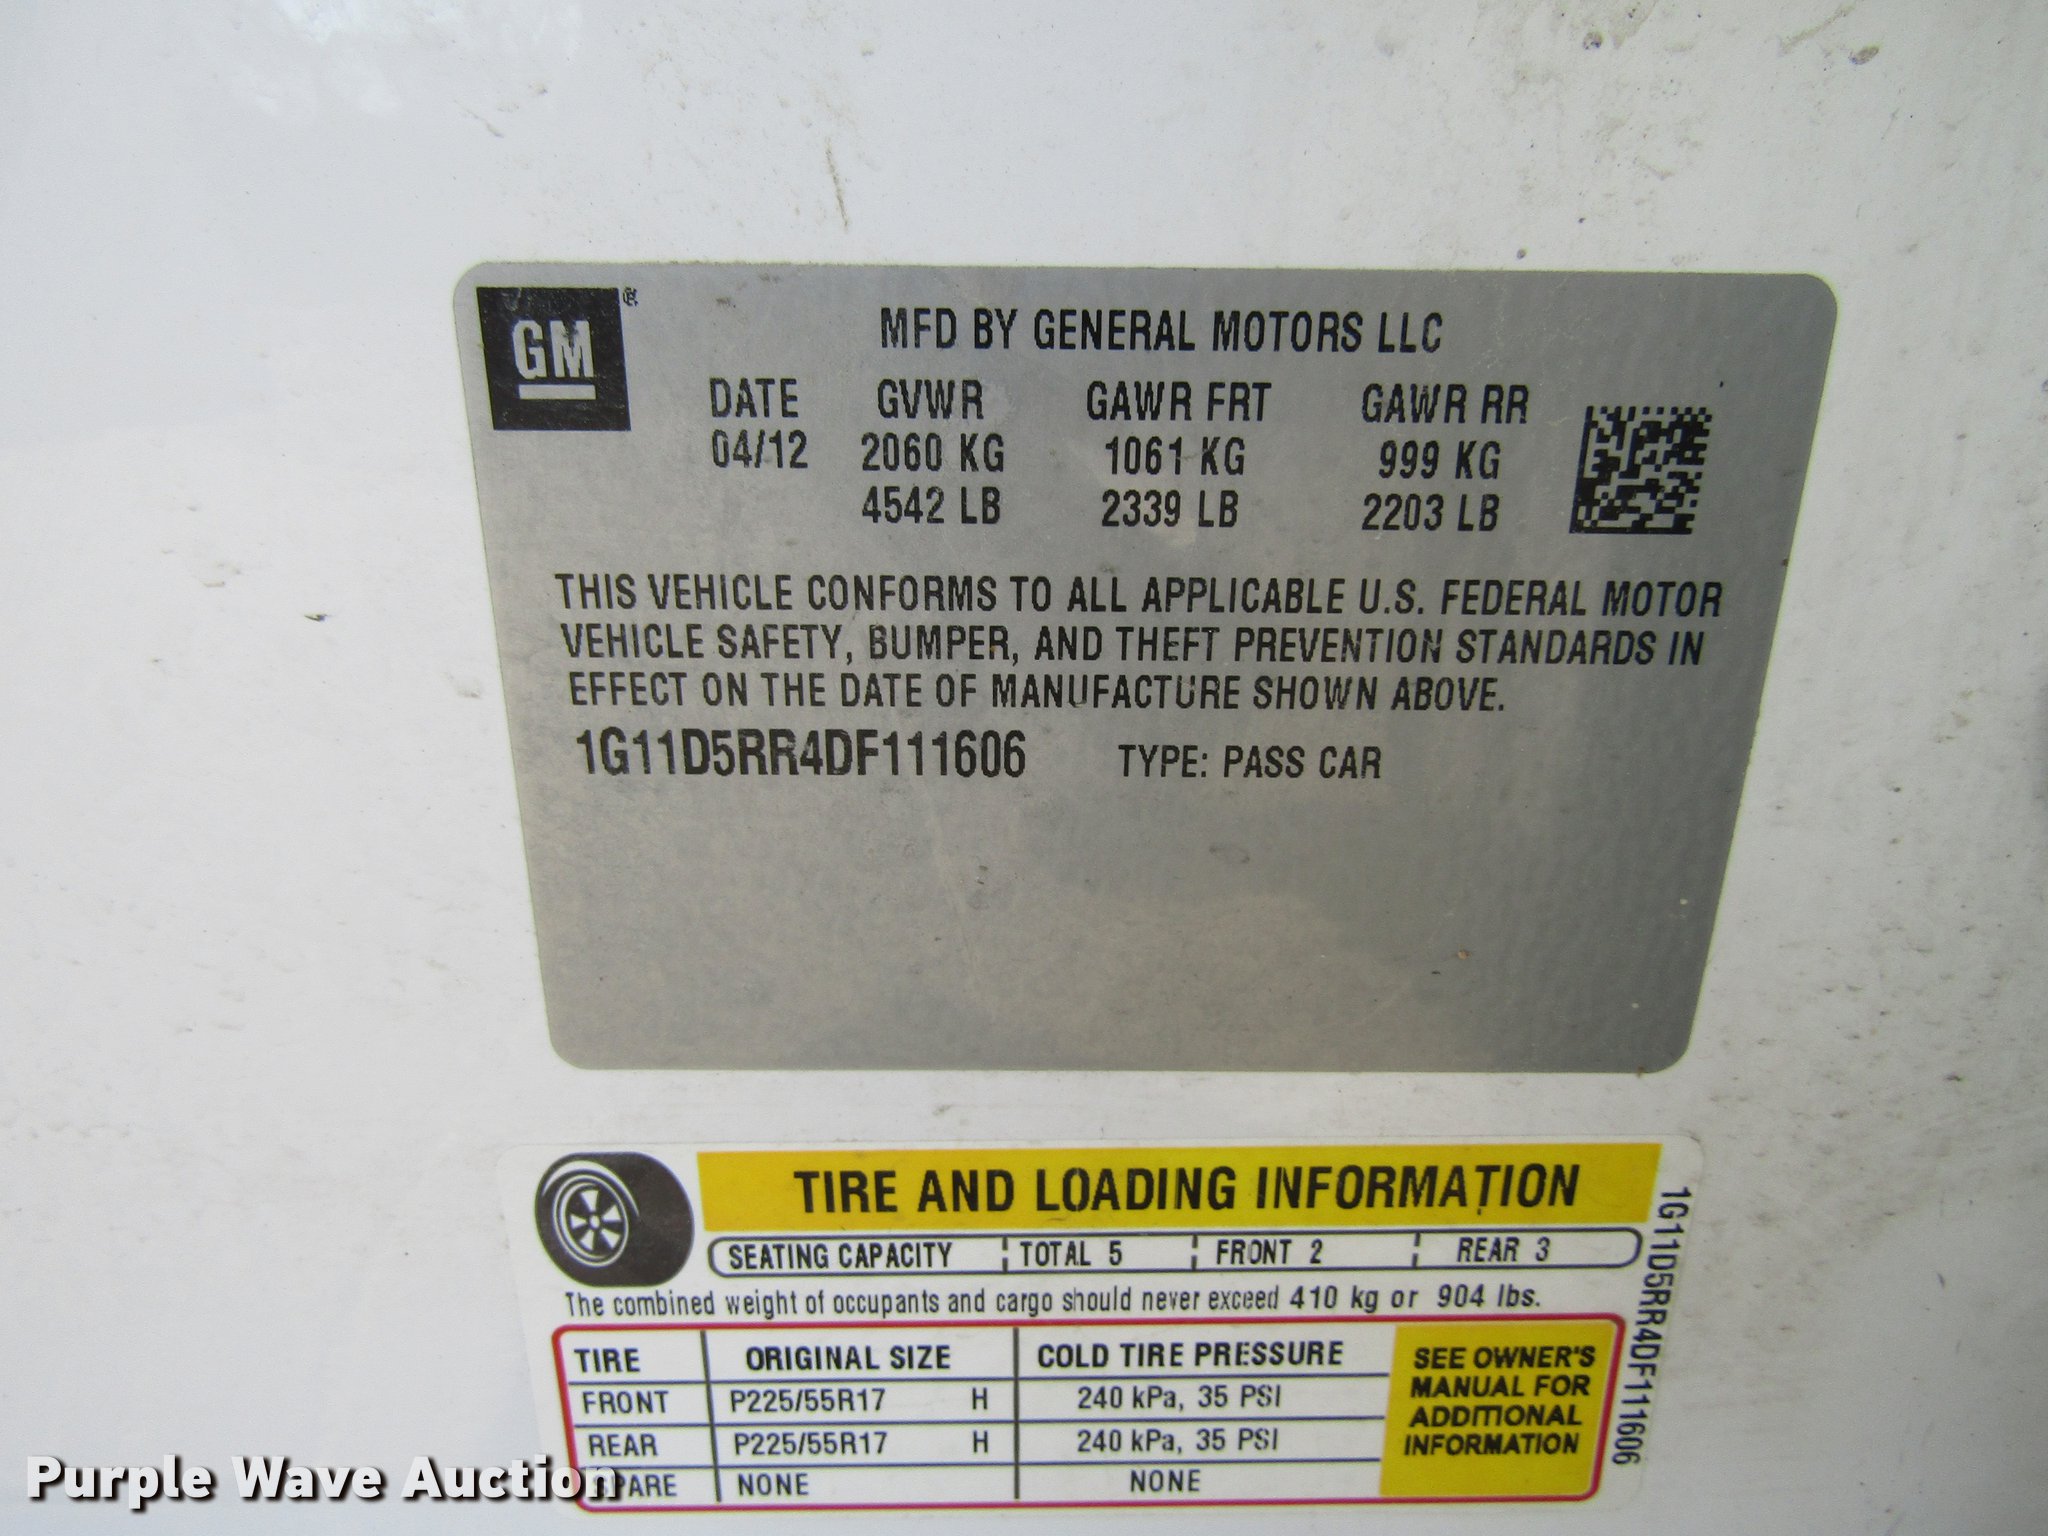 GM ®
MFD BY GENERAL MOTORS LLC
DATE GVWR GAWR FRT GAWR RR
04/12 2060 KG 1061 KG 999 KG
4542 LB 2339 LB 2203 LB
THIS VEHICLE CONFORMS TO ALL APPLICABLE U.S. FEDERAL MOTOR
VEHICLE SAFETY, BUMPER, AND THEFT PREVENTION STANDARDS IN
EFFECT ON THE DATE OF MANUFACTURE SHOWN ABOVE.
1G11D5RR4DF111606 TYPE: PASS CAR
TIRE AND LOADING INFORMATION
SEATING CAPACITY TOTAL 5 FRONT 2 REAR 3
The combined weight of occupants and cargo should never exceed 410 kg or 904 lbs.
TIRE ORIGINAL SIZE COLD TIRE PRESSURE
FRONT P225/55R17 H 240 kPa, 35 PSI
REAR P225/55R17 H 240 kPa, 35 PSI
SPARE NONE NONE
SEE OWNER'S
MANUAL FOR
ADDITIONAL
INFORMATION
1G11D5RR4DF111606
Purple Wave Auction